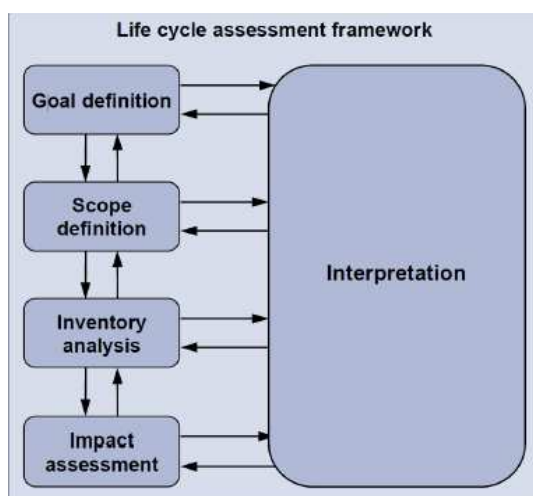 Life cycle assessment framework
Goal definition
Scope
definition
Inventory
analysis
Impact
assessment
Interpretation